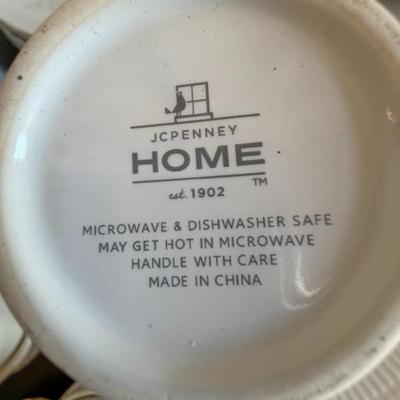 JCPENNEY
HOME
TM
est. 1902
MICROWAVE & DISHWASHER SAFE
MAY GET HOT IN MICROWAVE
HANDLE WITH CARE
MADE IN CHINA